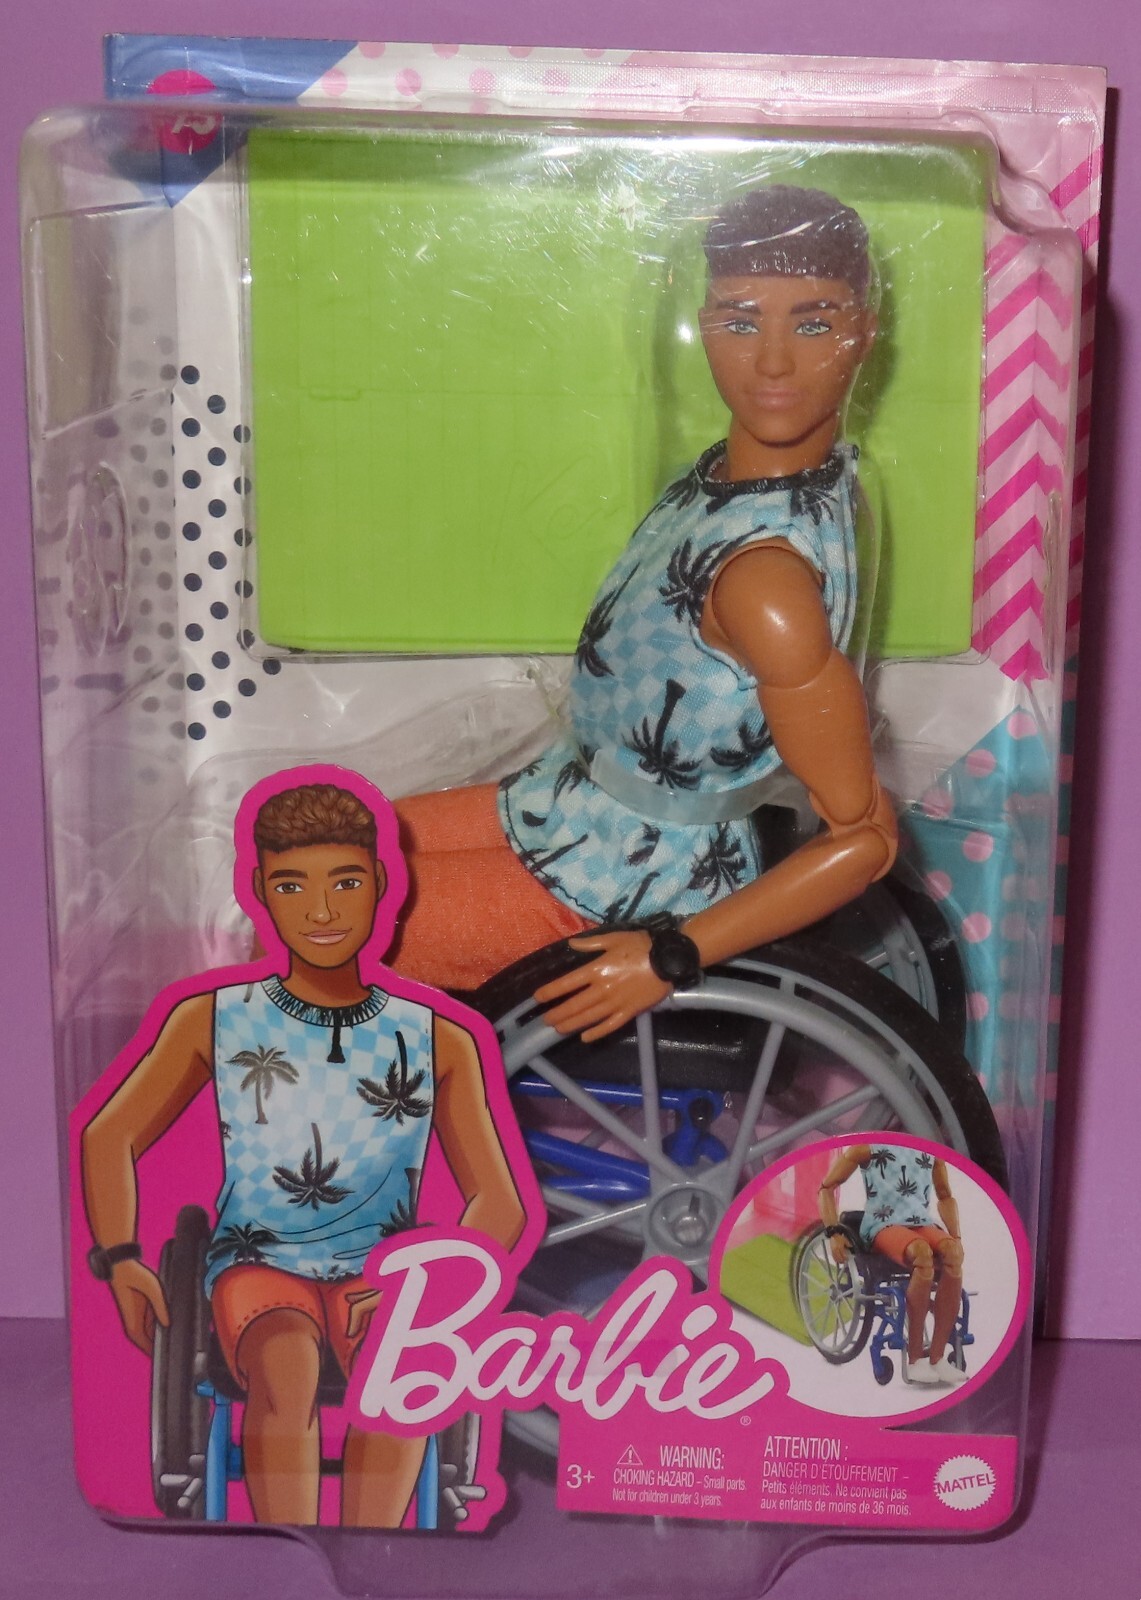 Barbie®
3+
WARNING:
CHOKING HAZARD – Small parts.
Not for children under 3 years.
ATTENTION :
DANGER D'ÉTOUFFEMENT –
Petits éléments. Ne convient pas
aux enfants de moins de 36 mois.
MATTEL